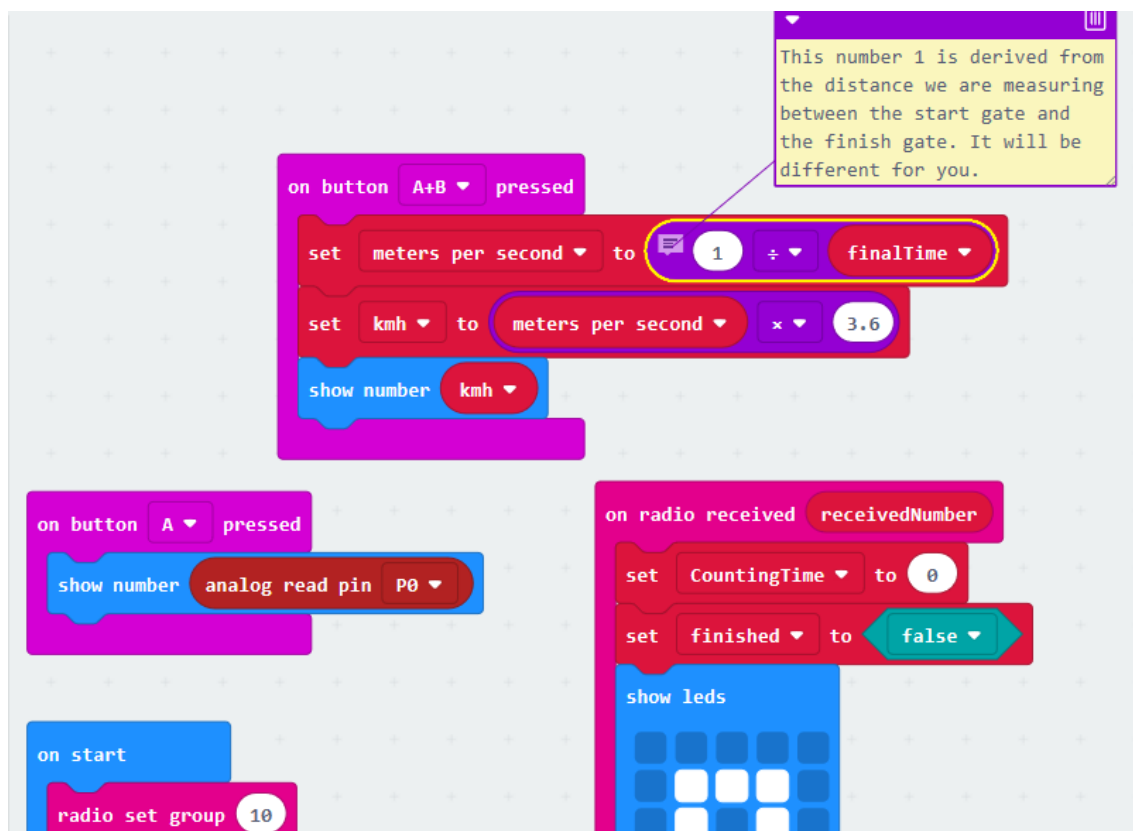 This number 1 is derived from
the distance we are measuring
between the start gate and
the finish gate. It will be
different for you.
on button A+B pressed
set meters per second to 1 ÷ finalTime
set kmh to meters per second × 3.6
show number kmh
on button A pressed
show number analog read pin P0
on start
radio set group 10
on radio received receivedNumber
set CountingTime to 0
set finished to false
show leds